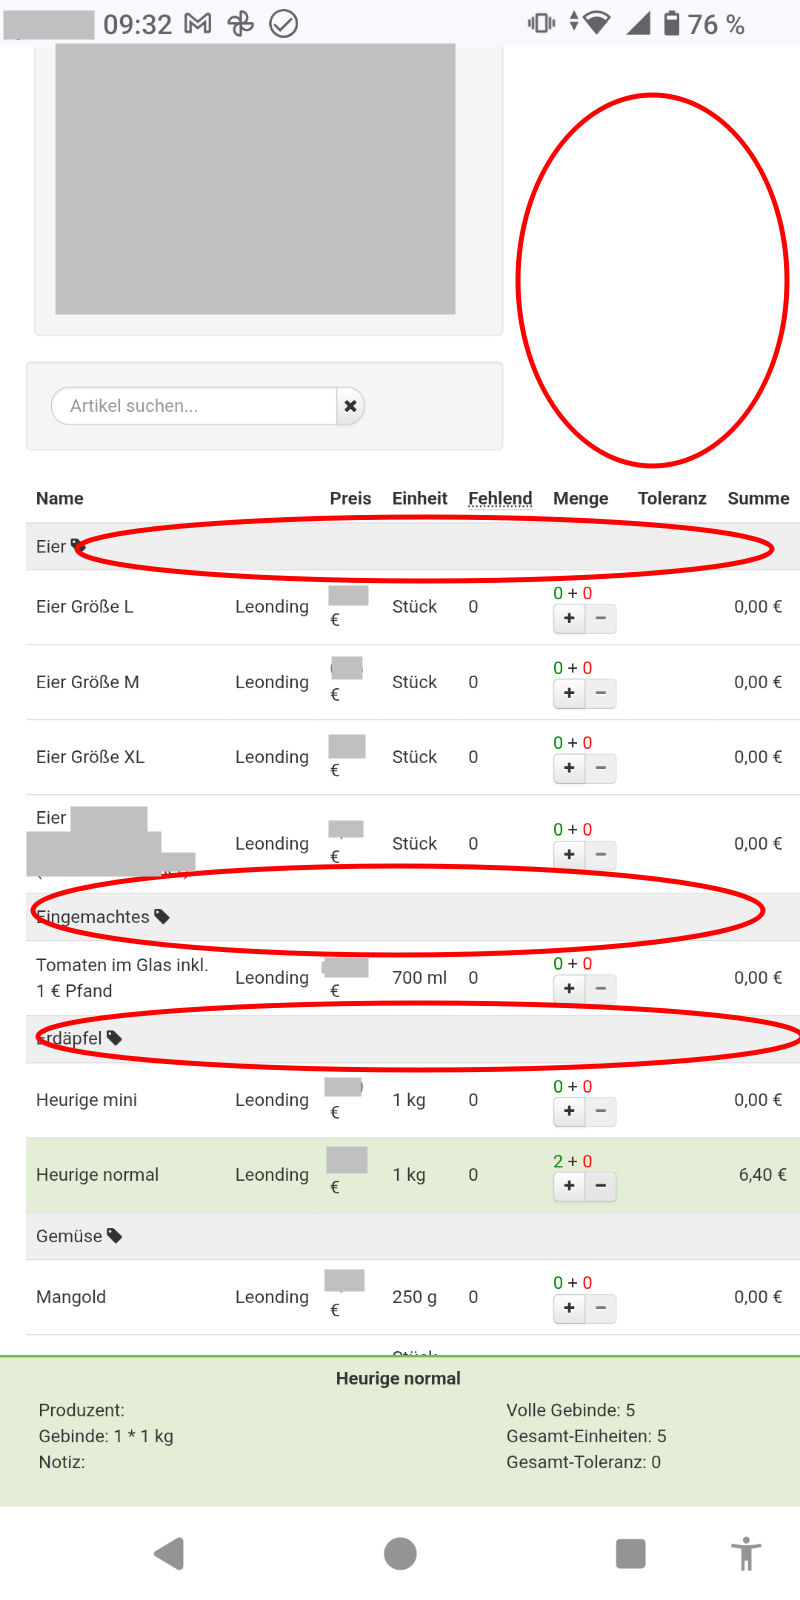 09:32 76 %
Artikel suchen...
Name Preis Einheit Fehlend Menge Toleranz Summe
Eier
Eier Größe L Leonding € Stück 0 0 + 0 + − 0,00 €
Eier Größe M Leonding € Stück 0 0 + 0 + − 0,00 €
Eier Größe XL Leonding € Stück 0 0 + 0 + − 0,00 €
Eier Leonding € Stück 0 0 + 0 + − 0,00 €
Eingemachtes
Tomaten im Glas inkl.
1 € Pfand Leonding € 700 ml 0 0 + 0 + − 0,00 €
Erdäpfel
Heurige mini Leonding € 1 kg 0 0 + 0 + − 0,00 €
Heurige normal Leonding € 1 kg 0 2 + 0 + − 6,40 €
Gemüse
Mangold Leonding € 250 g 0 0 + 0 + − 0,00 €
Heurige normal
Produzent: Volle Gebinde: 5
Gebinde: 1 * 1 kg Gesamt-Einheiten: 5
Notiz: Gesamt-Toleranz: 0